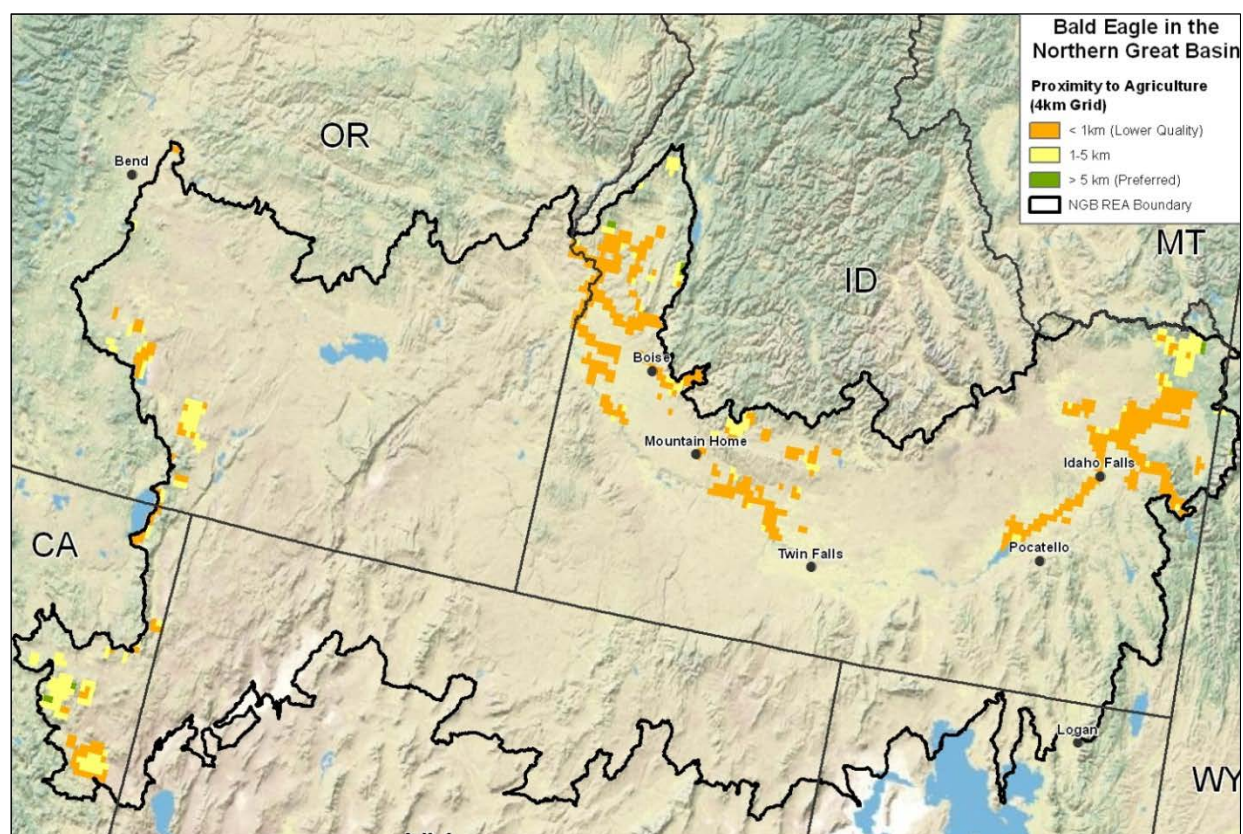 Bald Eagle in the
Northern Great Basin
Proximity to Agriculture
(4km Grid)
< 1km (Lower Quality)
1-5 km
> 5 km (Preferred)
NGB REA Boundary
OR
Bend
MT
ID
Boise
Mountain Home
Idaho Falls
CA
Twin Falls
Pocatello
Logan
WY